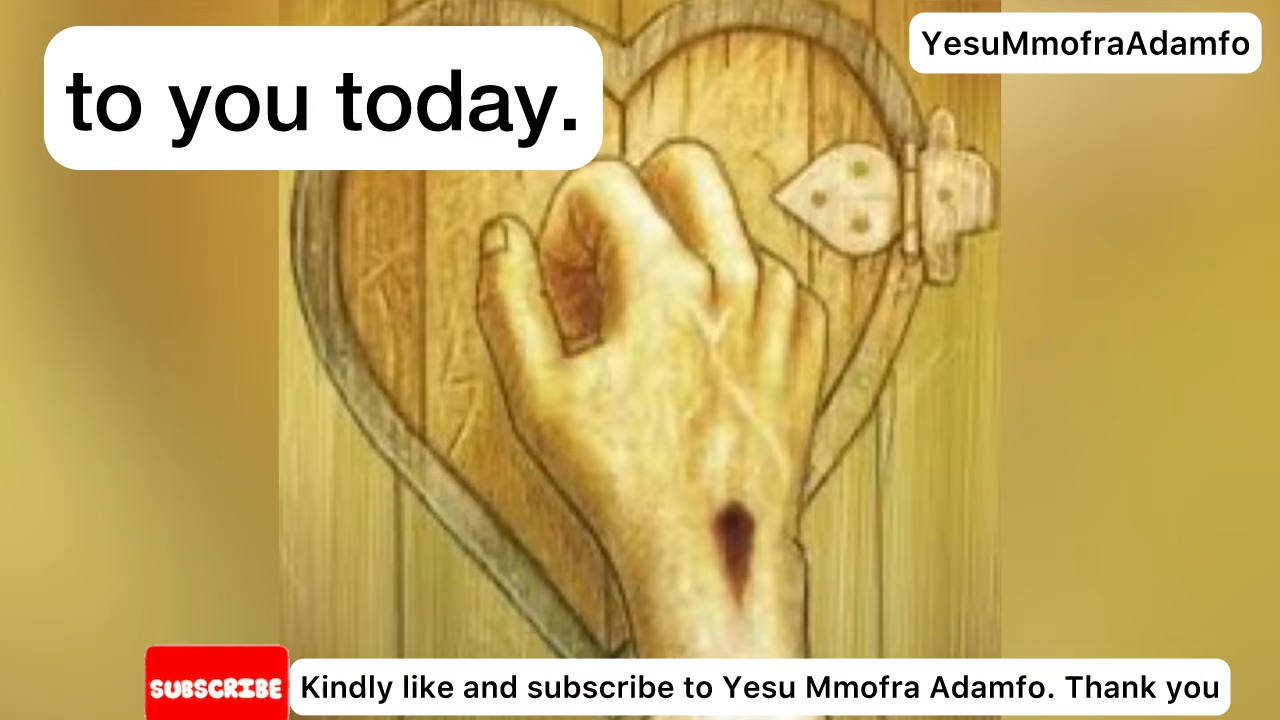 to you today.
YesuMmofraAdamfo
SUBSCRIBE
Kindly like and subscribe to Yesu Mmofra Adamfo. Thank you